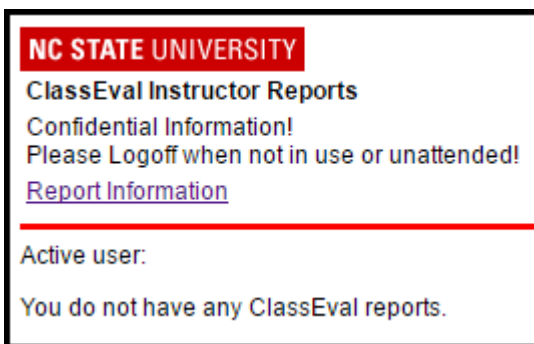 NC STATE UNIVERSITY
ClassEval Instructor Reports
Confidential Information!
Please Logoff when not in use or unattended!
Report Information
Active user:
You do not have any ClassEval reports.